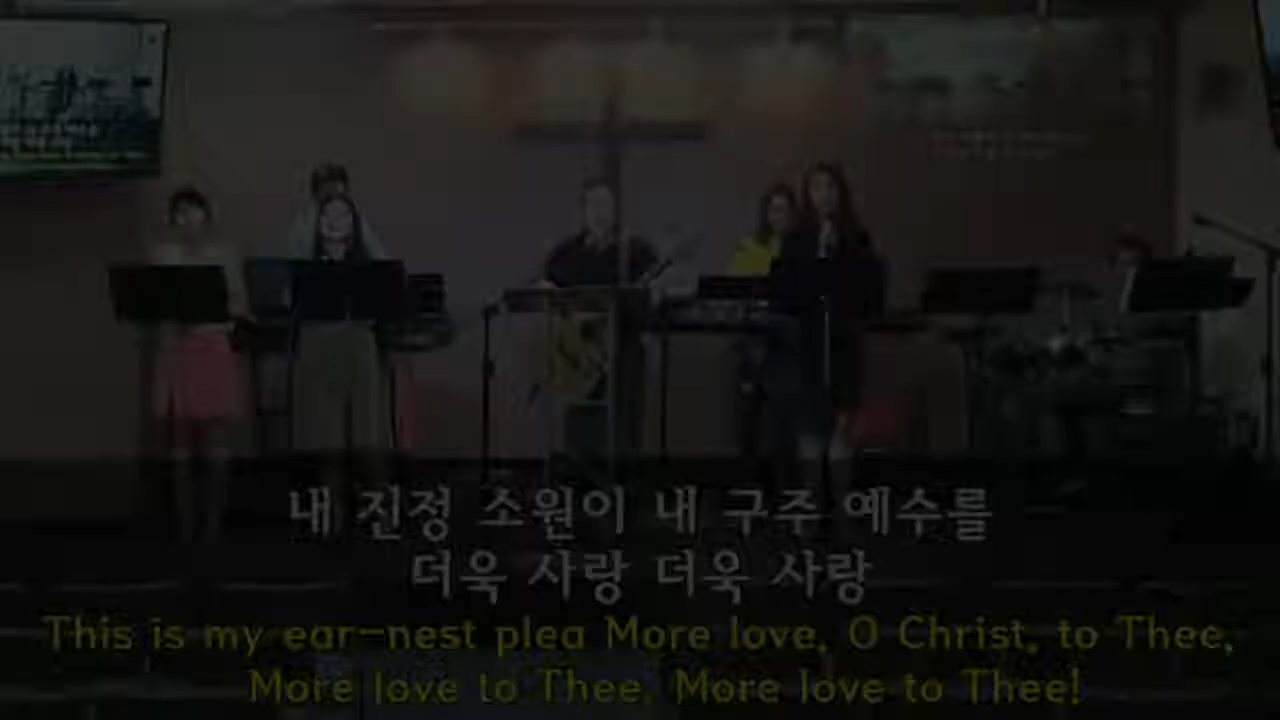 내 진정 소원이 내 구주 예수를
더욱 사랑 더욱 사랑
This is my ear-nest plea More love, O Christ, to Thee,
More love to Thee, More love to Thee!